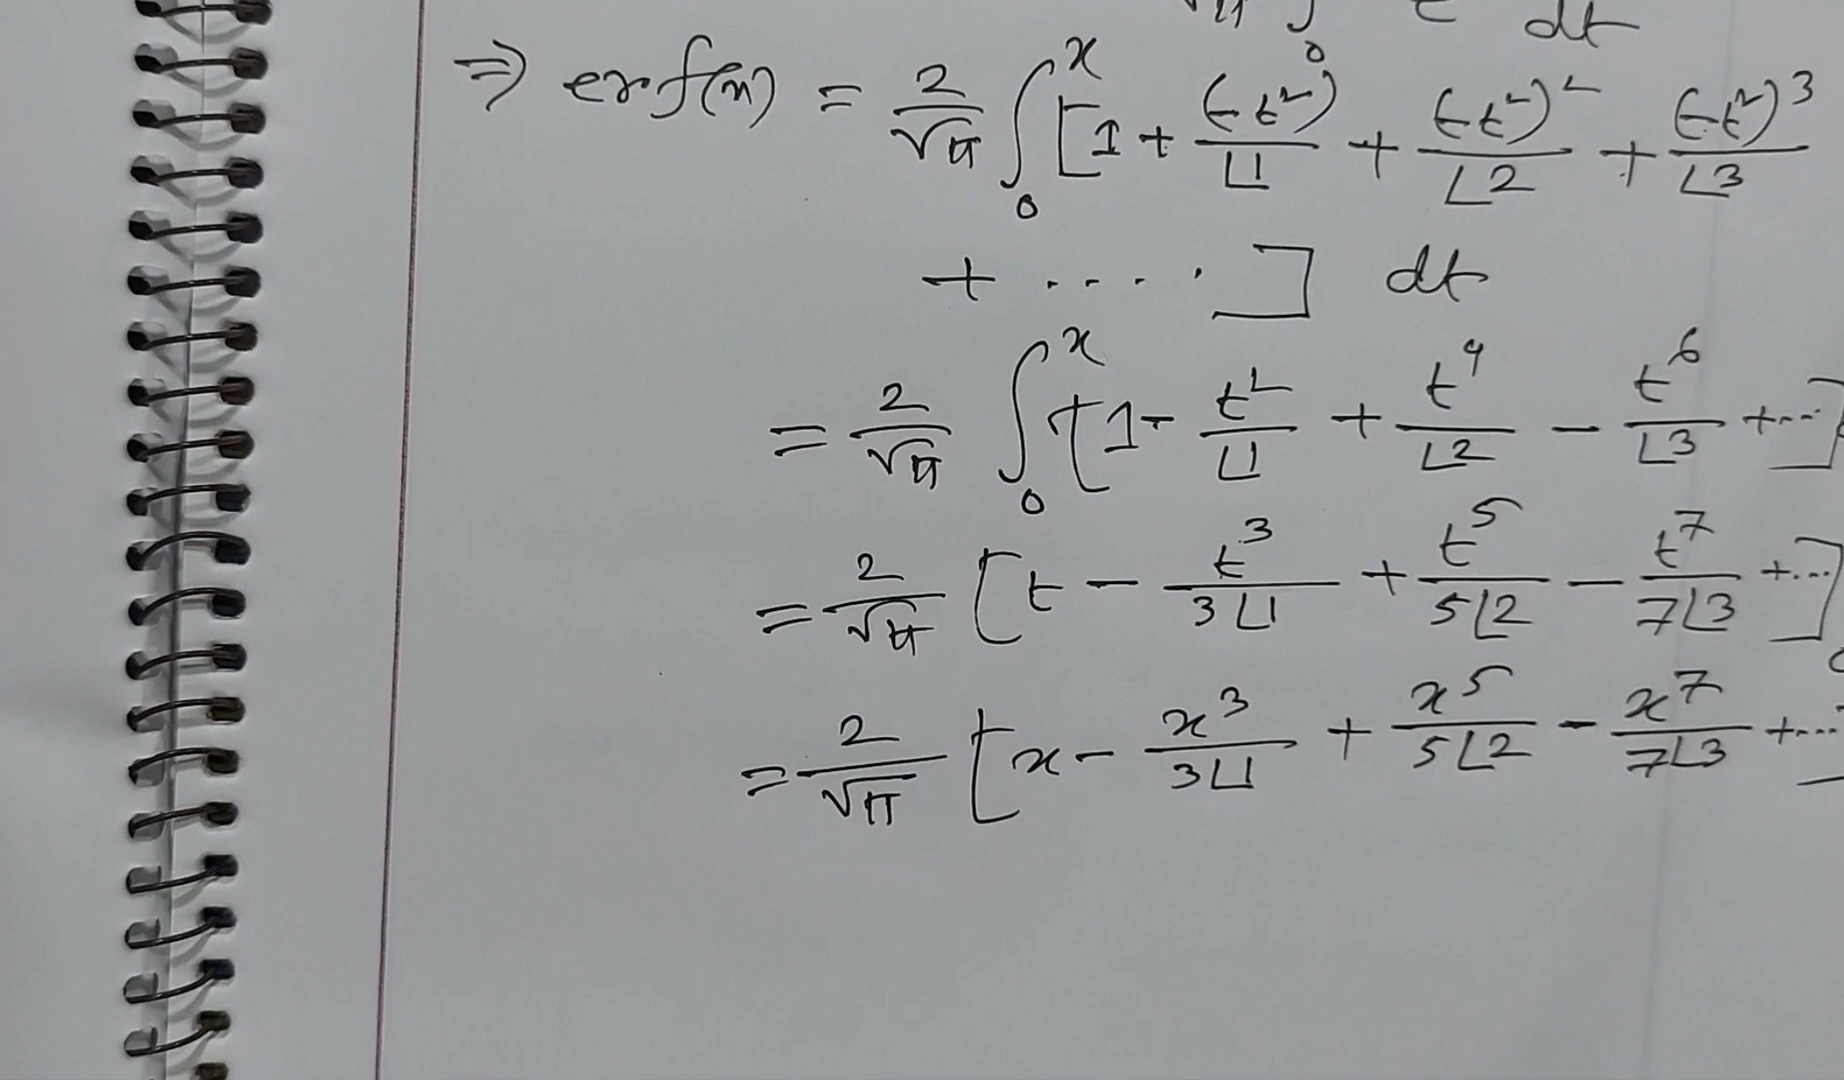 dt
⇒ erf(x) = 2/√π ∫₀ˣ [1 + (-t²)/∟1 + (-t²)²/∟2 + (-t²)³/∟3
+ ....] dt
= 2/√π ∫₀ˣ [1 - t²/∟1 + t⁴/∟2 - t⁶/∟3 + ...]
= 2/√π [t - t³/3∟1 + t⁵/5∟2 - t⁷/7∟3 + ...]
= 2/√π [x - x³/3∟1 + x⁵/5∟2 - x⁷/7∟3 + ...]